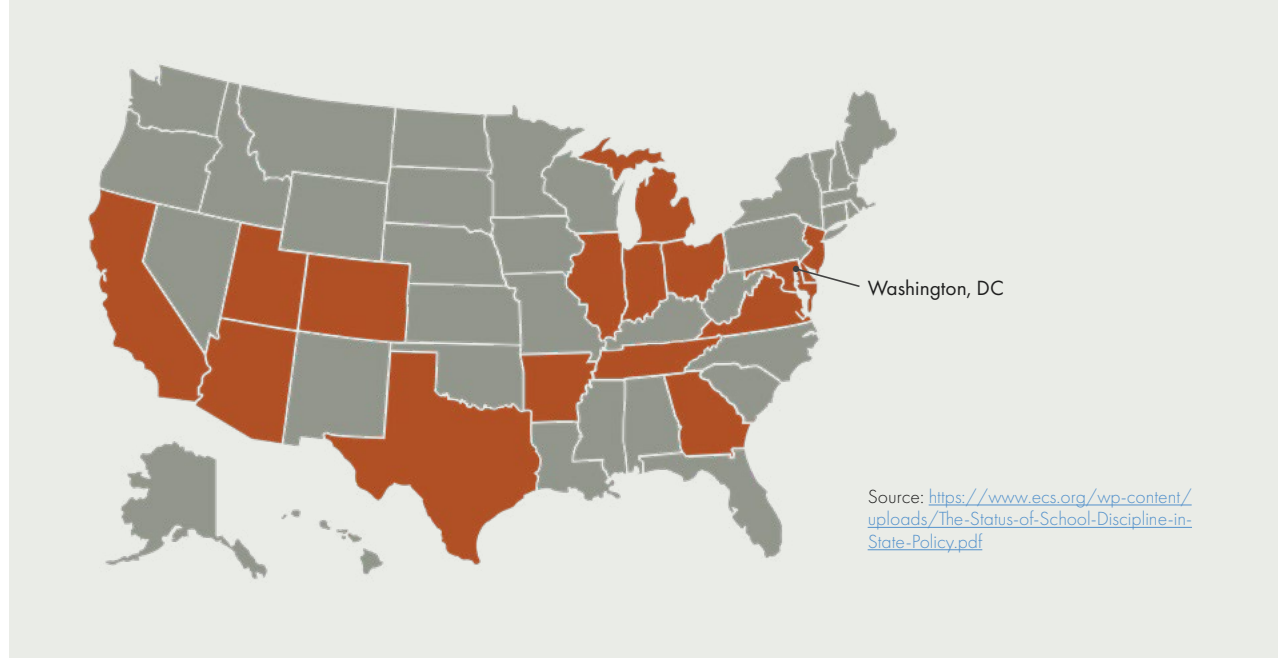 Washington, DC
Source: https://www.ecs.org/wp-content/
uploads/The-Status-of-School-Discipline-in-
State-Policy.pdf